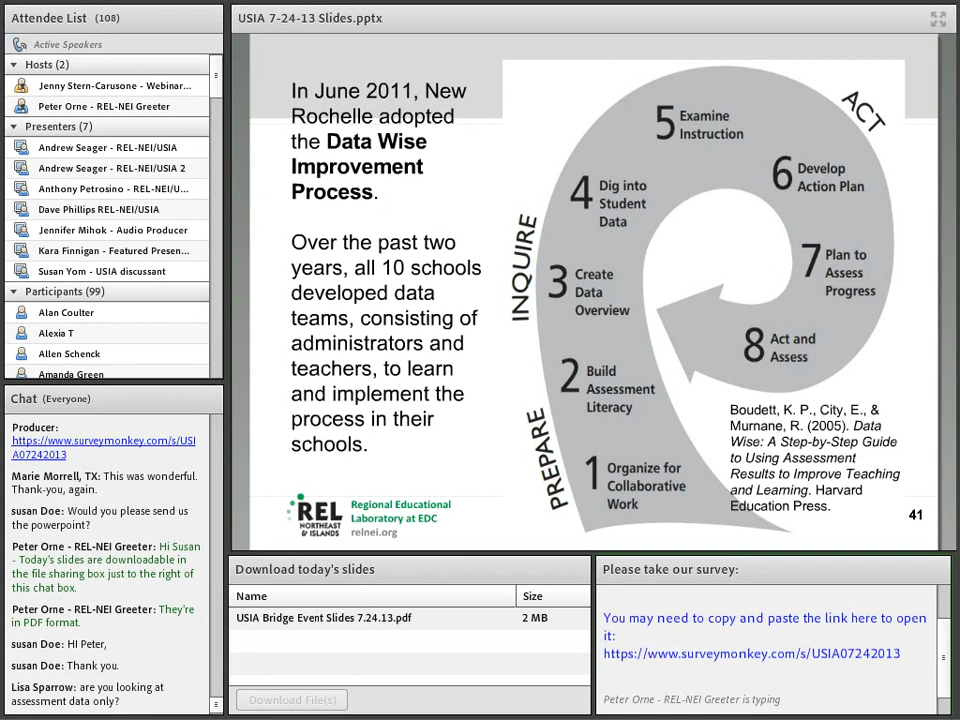 Attendee List (108)
Active Speakers
Hosts (2)
Jenny Stern-Carusone - Webinar...
Peter Orne - REL-NEI Greeter
Presenters (7)
Andrew Seager - REL-NEI/USIA
Andrew Seager - REL-NEI/USIA 2
Anthony Petrosino - REL-NEI/U...
Dave Phillips REL-NEI/USIA
Jennifer Mihok - Audio Producer
Kara Finnigan - Featured Presen...
Susan Yom - USIA discussant
Participants (99)
Alan Coulter
Alexia T
Allen Schenck
Amanda Green
Chat (Everyone)
Producer:
https://www.surveymonkey.com/s/USI
A07242013
Marie Morrell, TX: This was wonderful.
Thank-you, again.
susan Doe: Would you please send us
the powerpoint?
Peter Orne - REL-NEI Greeter: Hi Susan
- Today's slides are downloadable in
the file sharing box just to the right of
this chat box.
Peter Orne - REL-NEI Greeter: They're
in PDF format.
susan Doe: HI Peter,
susan Doe: Thank you.
Lisa Sparrow: are you looking at
assessment data only?
USIA 7-24-13 Slides.pptx
In June 2011, New
Rochelle adopted
the Data Wise
Improvement
Process.
Over the past two
years, all 10 schools
developed data
teams, consisting of
administrators and
teachers, to learn
and implement the
process in their
schools.
REL
NORTHEAST
& ISLANDS
Regional Educational
Laboratory at EDC
relnei.org
PREPARE
1 Organize for
Collaborative
Work
2 Build
Assessment
Literacy
INQUIRE
3 Create
Data
Overview
4 Dig into
Student
Data
5 Examine
Instruction
ACT
6 Develop
Action Plan
7 Plan to
Assess
Progress
8 Act and
Assess
Boudett, K. P., City, E., &
Murnane, R. (2005). Data
Wise: A Step-by-Step Guide
to Using Assessment
Results to Improve Teaching
and Learning. Harvard
Education Press.
41
Download today's slides
Name Size
USIA Bridge Event Slides 7.24.13.pdf 2 MB
Download File(s)
Please take our survey:
You may need to copy and paste the link here to open
it:
https://www.surveymonkey.com/s/USIA07242013
Peter Orne - REL-NEI Greeter is typing